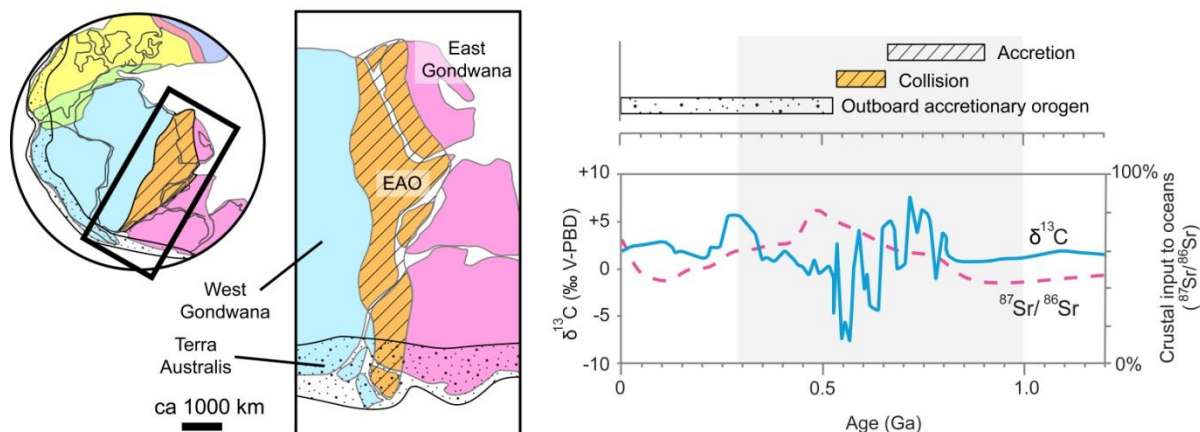 East
Gondwana
EAO
West
Gondwana
Terra
Australis
ca 1000 km
Accretion
Collision
Outboard accretionary orogen
+10
+5
0
-5
-10
δ¹³C (‰ V-PBD)
100%
0%
Crustal input to oceans
(⁸⁷Sr/⁸⁶Sr)
δ¹³C
⁸⁷Sr/⁸⁶Sr
0
0.5
1.0
Age (Ga)